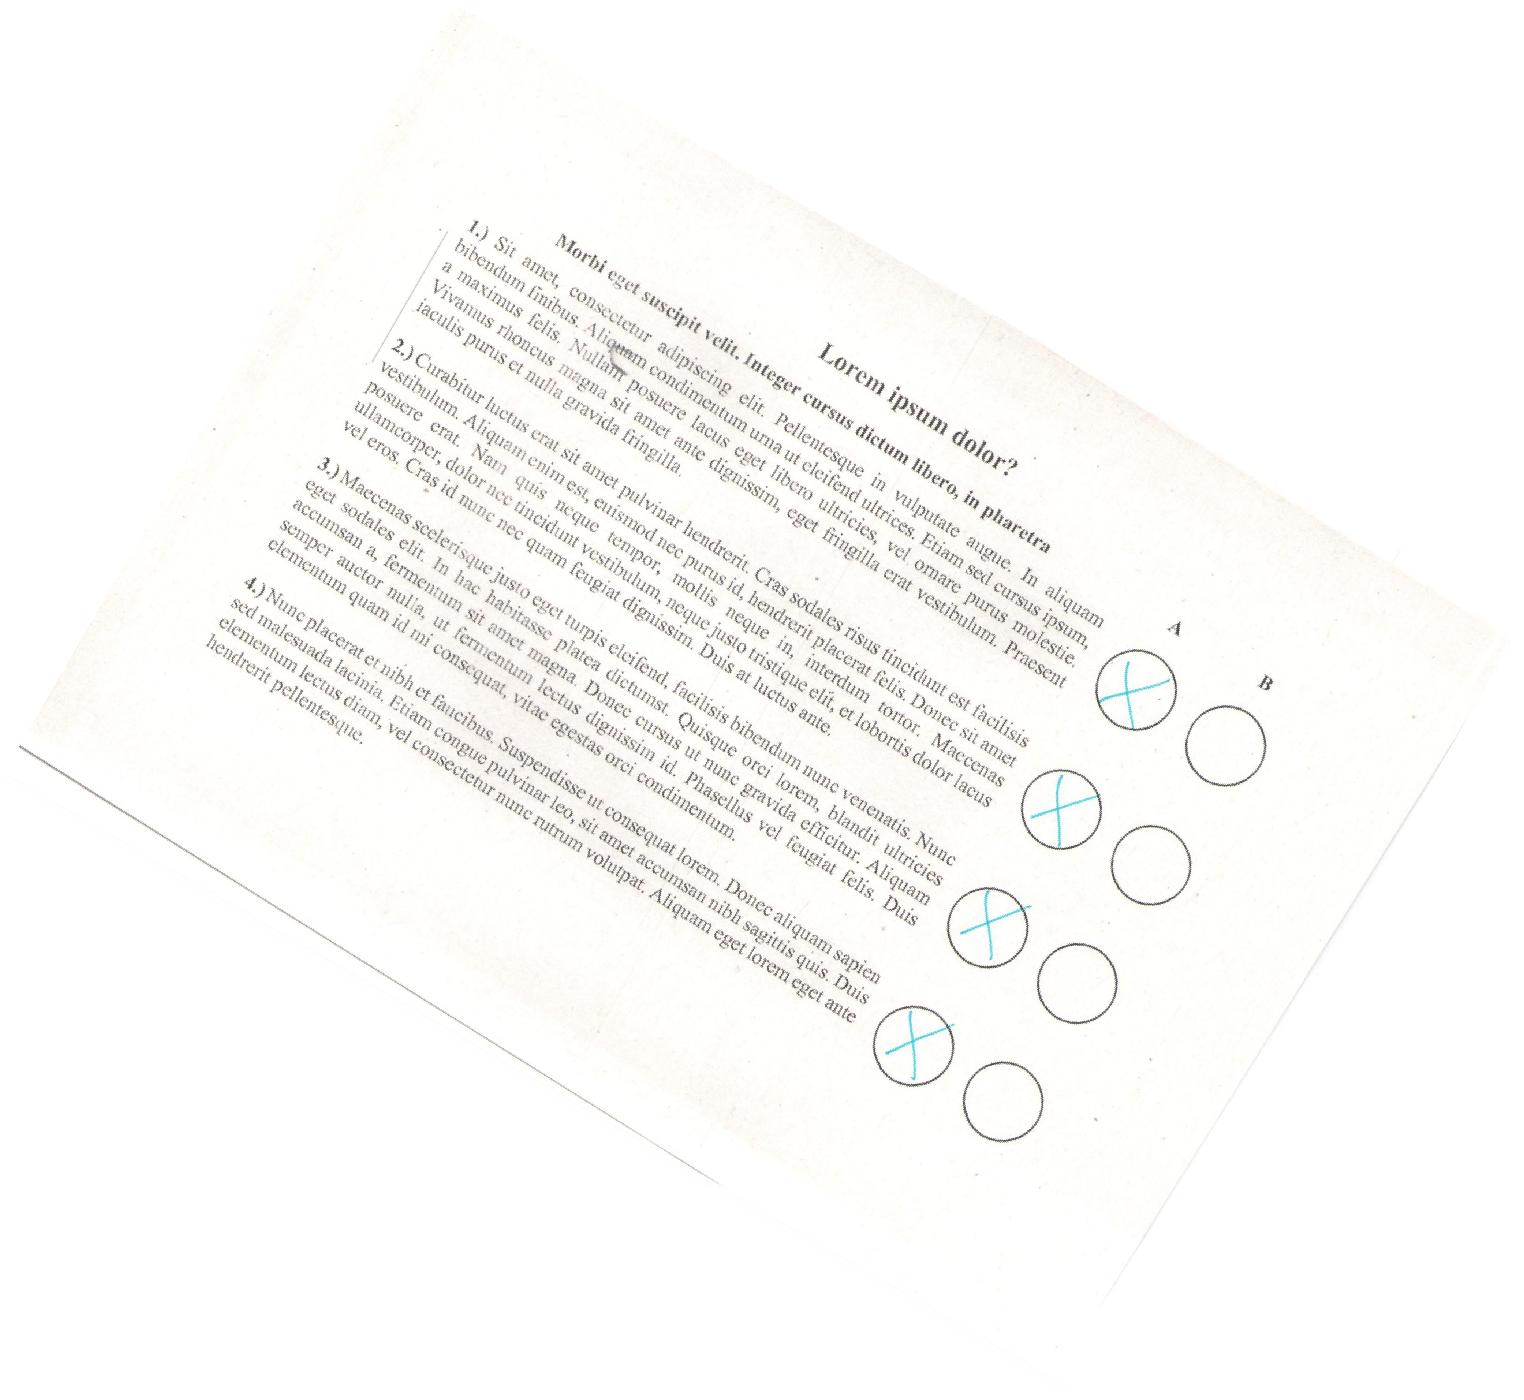 Lorem ipsum dolor?
Morbi eget suscipit velit. Integer cursus dictum libero, in pharetra
A B
1.) Sit amet, consectetur adipiscing elit. Pellentesque in vulputate augue. In aliquam
bibendum finibus. Aliquam condimentum urna ut eleifend ultrices. Etiam sed cursus ipsum,
a maximus felis. Nullam posuere lacus eget libero ultricies, vel ornare purus molestie.
Vivamus rhoncus magna sit amet ante dignissim, eget fringilla erat vestibulum. Praesent
iaculis purus et nulla gravida fringilla.
2.) Curabitur luctus erat sit amet pulvinar hendrerit. Cras sodales risus tincidunt est facilisis
vestibulum. Aliquam enim est, euismod nec purus id, hendrerit placerat felis. Donec sit amet
posuere erat. Nam quis neque tempor, mollis neque in, interdum tortor. Maecenas
ullamcorper, dolor nec tincidunt vestibulum, neque justo tristique elit, et lobortis dolor lacus
vel eros. Cras id nunc nec quam feugiat dignissim. Duis at luctus ante.
3.) Maecenas scelerisque justo eget turpis eleifend, facilisis bibendum nunc venenatis. Nunc
eget sodales elit. In hac habitasse platea dictumst. Quisque orci lorem, blandit ultricies
accumsan a, fermentum sit amet magna. Donec cursus ut nunc gravida efficitur. Aliquam
semper auctor nulla, ut fermentum lectus dignissim id. Phasellus vel feugiat felis. Duis
elementum quam id mi consequat, vitae egestas orci condimentum.
4.) Nunc placerat et nibh et faucibus. Suspendisse ut consequat lorem. Donec aliquam sapien
sed malesuada lacinia. Etiam congue pulvinar leo, sit amet accumsan nibh sagittis quis. Duis
elementum lectus diam, vel consectetur nunc rutrum volutpat. Aliquam eget lorem eget ante
hendrerit pellentesque.